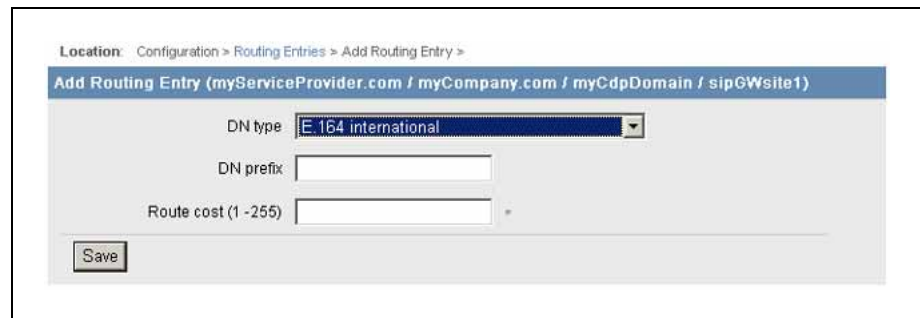 Location: Configuration > Routing Entries > Add Routing Entry >
Add Routing Entry (myServiceProvider.com / myCompany.com / myCdpDomain / sipGWsite1)
DN type E.164 international
DN prefix
Route cost (1 -255) *
Save